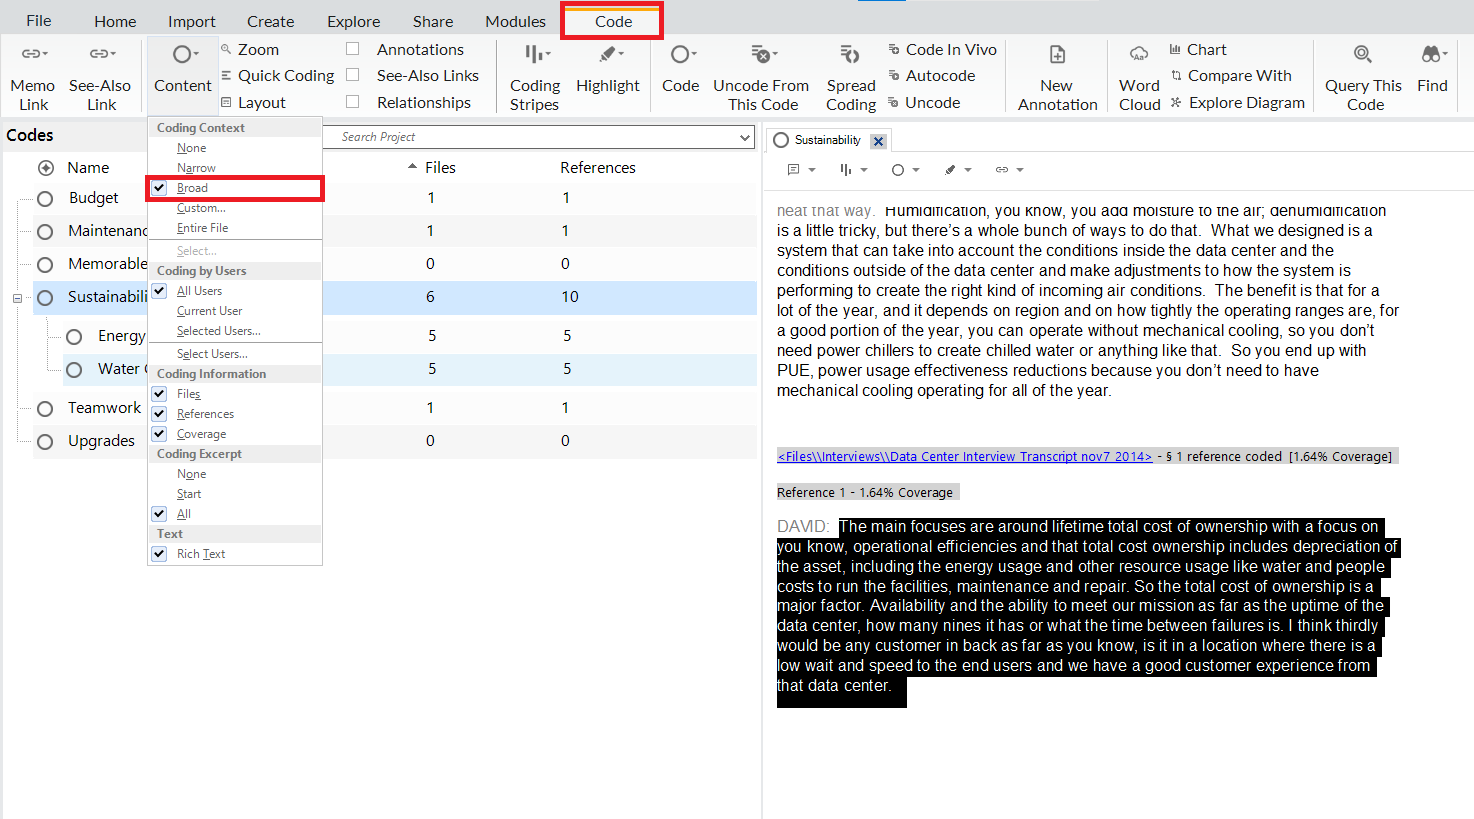 File Home Import Create Explore Share Modules Code
Memo Link
See-Also Link
Content
Zoom
Quick Coding
Layout
Annotations
See-Also Links
Relationships
Coding Stripes
Highlight
Code
Uncode From This Code
Spread Coding
Code In Vivo
Autocode
Uncode
New Annotation
Word Cloud
Chart
Compare With
Explore Diagram
Query This Code
Find
Codes
Search Project
Name Files References
Budget 1 1
Maintenanc 1 1
Memorable 0 0
Sustainabili 6 10
Energy 5 5
Water 5 5
Teamwork 1 1
Upgrades 0 0
Coding Context
None
Narrow
Broad
Custom...
Entire File
Select...
Coding by Users
All Users
Current User
Selected Users...
Select Users...
Coding Information
Files
References
Coverage
Coding Excerpt
None
Start
All
Text
Rich Text
Sustainability
heat that way. Humidification, you know, you add moisture to the air; dehumidification
is a little tricky, but there's a whole bunch of ways to do that. What we designed is a
system that can take into account the conditions inside the data center and the
conditions outside of the data center and make adjustments to how the system is
performing to create the right kind of incoming air conditions. The benefit is that for a
lot of the year, and it depends on region and on how tightly the operating ranges are, for
a good portion of the year, you can operate without mechanical cooling, so you don't
need power chillers to create chilled water or anything like that. So you end up with
PUE, power usage effectiveness reductions because you don't need to have
mechanical cooling operating for all of the year.
<Files\\Interviews\\Data Center Interview Transcript nov7 2014> - § 1 reference coded [1.64% Coverage]
Reference 1 - 1.64% Coverage
DAVID: The main focuses are around lifetime total cost of ownership with a focus on
you know, operational efficiencies and that total cost ownership includes depreciation of
the asset, including the energy usage and other resource usage like water and people
costs to run the facilities, maintenance and repair. So the total cost of ownership is a
major factor. Availability and the ability to meet our mission as far as the uptime of the
data center, how many nines it has or what the time between failures is. I think thirdly
would be any customer in back as far as you know, is it in a location where there is a
low wait and speed to the end users and we have a good customer experience from
that data center.